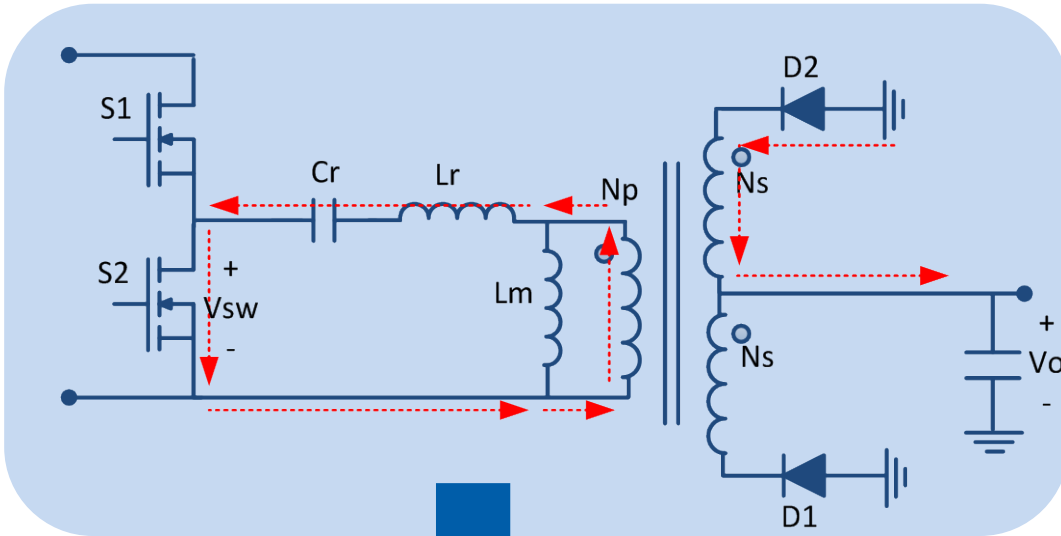 D2
S1
Cr
Lr
Np
Ns
S2
+
Vsw
-
Lm
Ns
+
Vo
-
D1